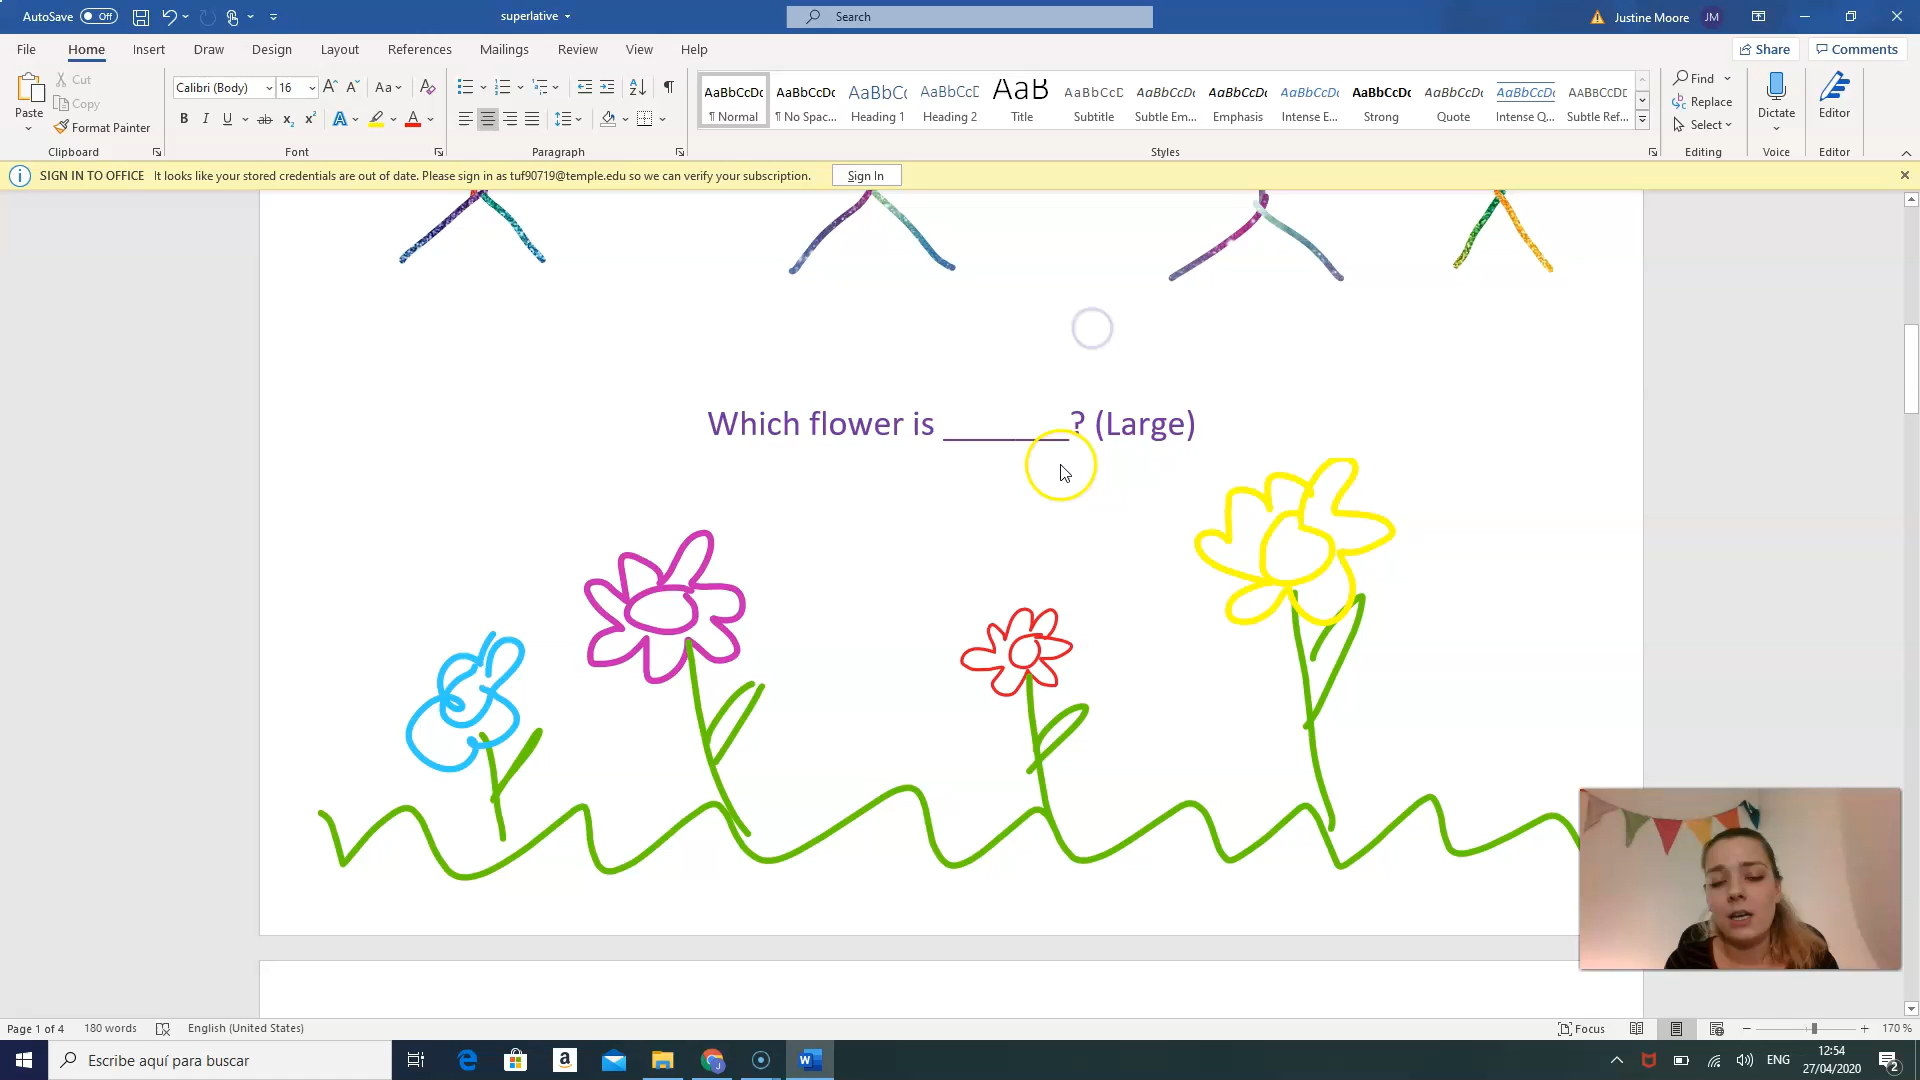 AutoSave Off superlative Search Justine Moore JM
File Home Insert Draw Design Layout References Mailings Review View Help Share Comments
Paste Cut Copy Format Painter
Calibri (Body) 16
AaBbCcDc AaBbCcDc AaBbCc AaBbCcD AaB AaBbCcD AaBbCcDc AaBbCcDc AaBbCcDc AaBbCcDc AaBbCcDc AaBbCcDc AABBCCDC
¶ Normal ¶ No Spac... Heading 1 Heading 2 Title Subtitle Subtle Em... Emphasis Intense E... Strong Quote Intense Q... Subtle Ref...
Find Replace Select Dictate Editor
Clipboard Font Paragraph Styles Editing Voice Editor
SIGN IN TO OFFICE It looks like your stored credentials are out of date. Please sign in as tuf90719@temple.edu so we can verify your subscription. Sign In
Which flower is _______? (Large)
Page 1 of 4 180 words English (United States) Focus 170 %
Escribe aquí para buscar ENG 12:54
27/04/2020 2